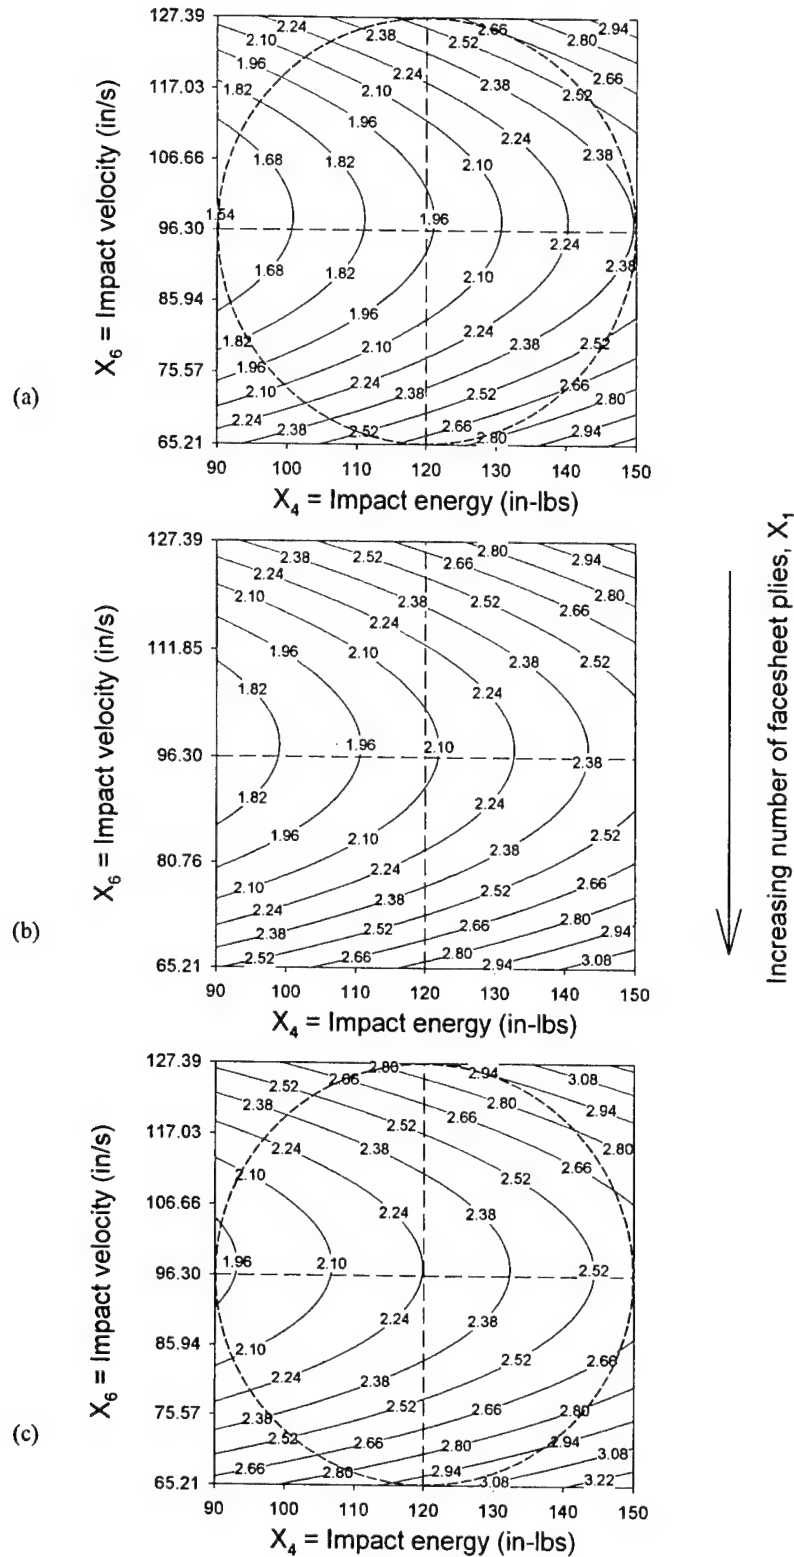 127.39
117.03
106.66
96.30
85.94
75.57
65.21
X6 = Impact velocity (in/s)
2.24 2.38 2.52 2.66 2.80 2.94
2.10 2.24 2.38 2.52 2.66
1.96 2.10 2.24 2.38
1.82 1.96 2.10
1.68 1.82
1.54 1.96 2.24 2.38
1.68 1.82 2.10
1.82 1.96 2.24 2.38 2.52
1.96 2.10 2.24 2.38 2.52 2.66 2.80
2.10 2.24 2.38 2.52 2.66 2.80 2.94
(a)
90 100 110 120 130 140 150
X4 = Impact energy (in-lbs)
127.39
111.85
96.30
80.76
65.21
X6 = Impact velocity (in/s)
2.38 2.52 2.66 2.80 2.94
2.24 2.38 2.52 2.66 2.80
2.10 2.24 2.38 2.52
1.96 2.10 2.24
1.82
1.96 2.10 2.38
1.82 2.24
1.96 2.10 2.24 2.38 2.52
2.10 2.24 2.38 2.52 2.66
2.24 2.38 2.52 2.66 2.80 2.94
2.52 2.66 2.80 2.94 3.08
(b)
90 100 110 120 130 140 150
X4 = Impact energy (in-lbs)
Increasing number of facesheet plies, X1
127.39
117.03
106.66
96.30
85.94
75.57
65.21
X6 = Impact velocity (in/s)
2.52 2.66 2.80 2.94 3.08
2.38 2.52 2.66 2.80 2.94
2.24 2.38 2.52 2.66 2.80
2.10 2.24 2.38
1.96 2.10 2.52
2.10 2.24 2.38
2.24 2.38 2.52 2.66
2.38 2.52 2.66 2.80
2.52 2.66 2.80 2.94 3.08
2.66 2.80 2.94 3.08 3.22
(c)
90 100 110 120 130 140 150
X4 = Impact energy (in-lbs)